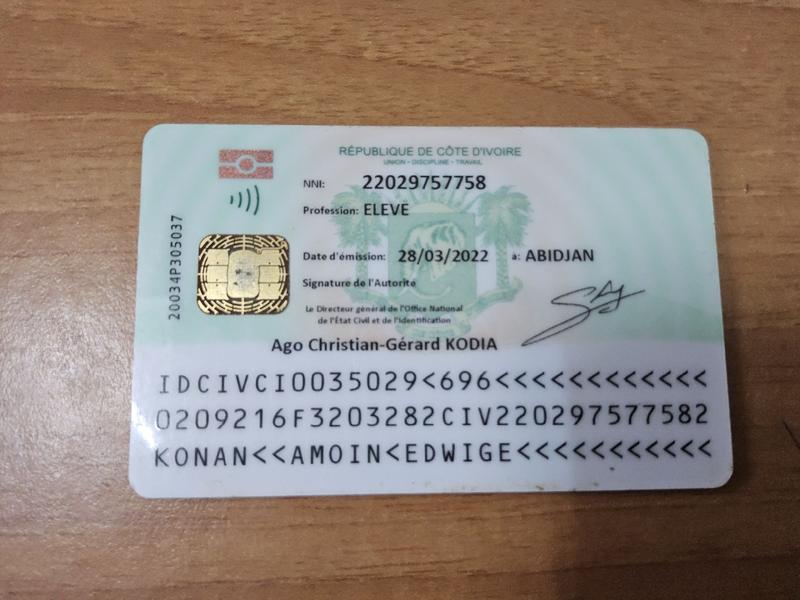 RÉPUBLIQUE DE CÔTE D'IVOIRE
UNION - DISCIPLINE - TRAVAIL
NNI: 22029757758
Profession: ELEVE
Date d'émission: 28/03/2022 à: ABIDJAN
Signature de l'Autorité
Le Directeur général de l'Office National
de l'État Civil et de l'Identification
Ago Christian-Gérard KODIA
20034P305037
IDCIVCI0035029<696<<<<<<<<<<<<
0209216F3203282CIV220297577582
KONAN<<AMOIN<EDWIGE<<<<<<<<<<<